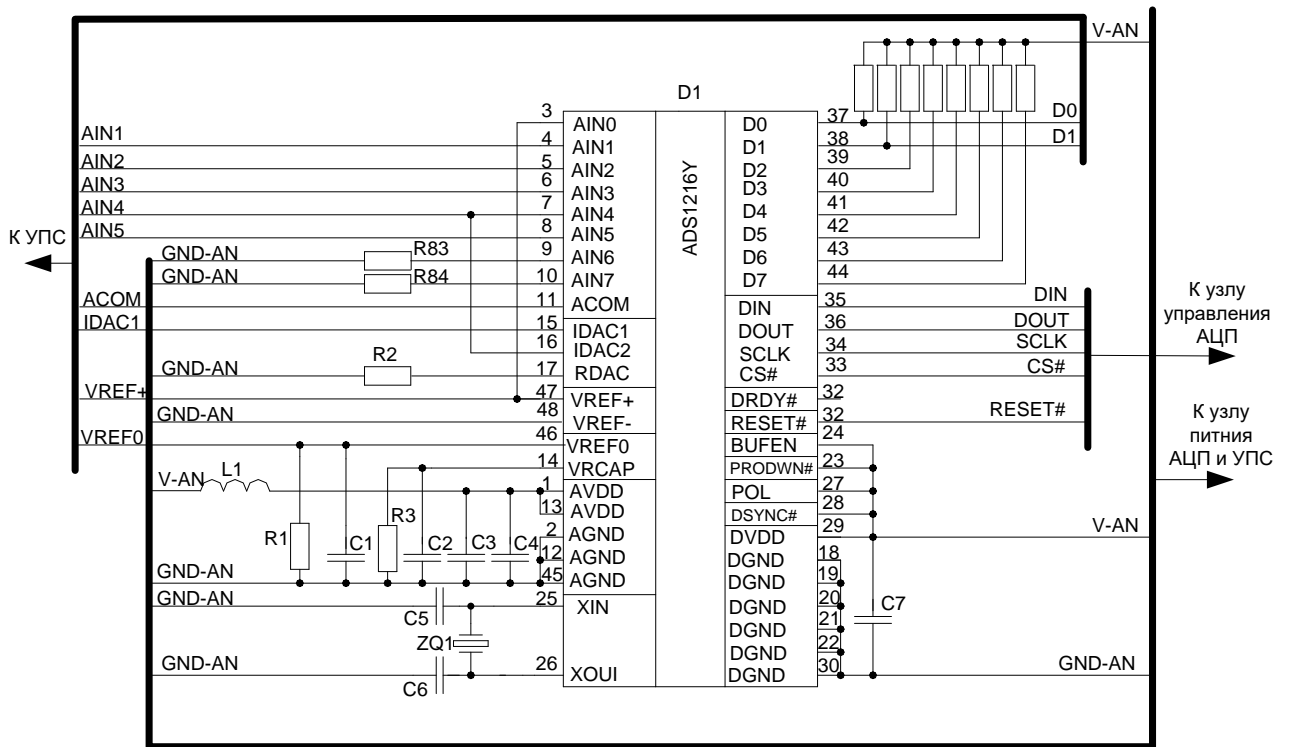 V-AN
D1
3
AIN0
D0
37
D0
AIN1
4
AIN1
D1
38
D1
AIN2
5
AIN2
D2
39
AIN3
6
AIN3
D3
40
AIN4
7
AIN4
D4
41
AIN5
8
AIN5
D5
42
К УПС
GND-AN
R83
9
AIN6
D6
43
GND-AN
R84
10
AIN7
D7
44
ADS1216Y
ACOM
11
ACOM
DIN
35
DIN
IDAC1
15
IDAC1
DOUT
36
DOUT
16
IDAC2
SCLK
34
SCLK
GND-AN
R2
17
RDAC
CS#
33
CS#
К узлу
управления
АЦП
VREF+
47
VREF+
DRDY#
32
GND-AN
48
VREF-
RESET#
32
RESET#
VREF0
46
VREF0
BUFEN
24
14
VRCAP
PRODWN#
23
К узлу
питния
АЦП и УПС
V-AN
L1
1
AVDD
POL
27
13
AVDD
DSYNC#
28
R1
C1
R3
C2
C3
C4
2
AGND
DVDD
29
V-AN
12
AGND
DGND
18
GND-AN
45
AGND
DGND
19
GND-AN
C5
25
XIN
DGND
20
C7
DGND
21
ZQ1
DGND
22
GND-AN
C6
26
XOUI
DGND
30
GND-AN